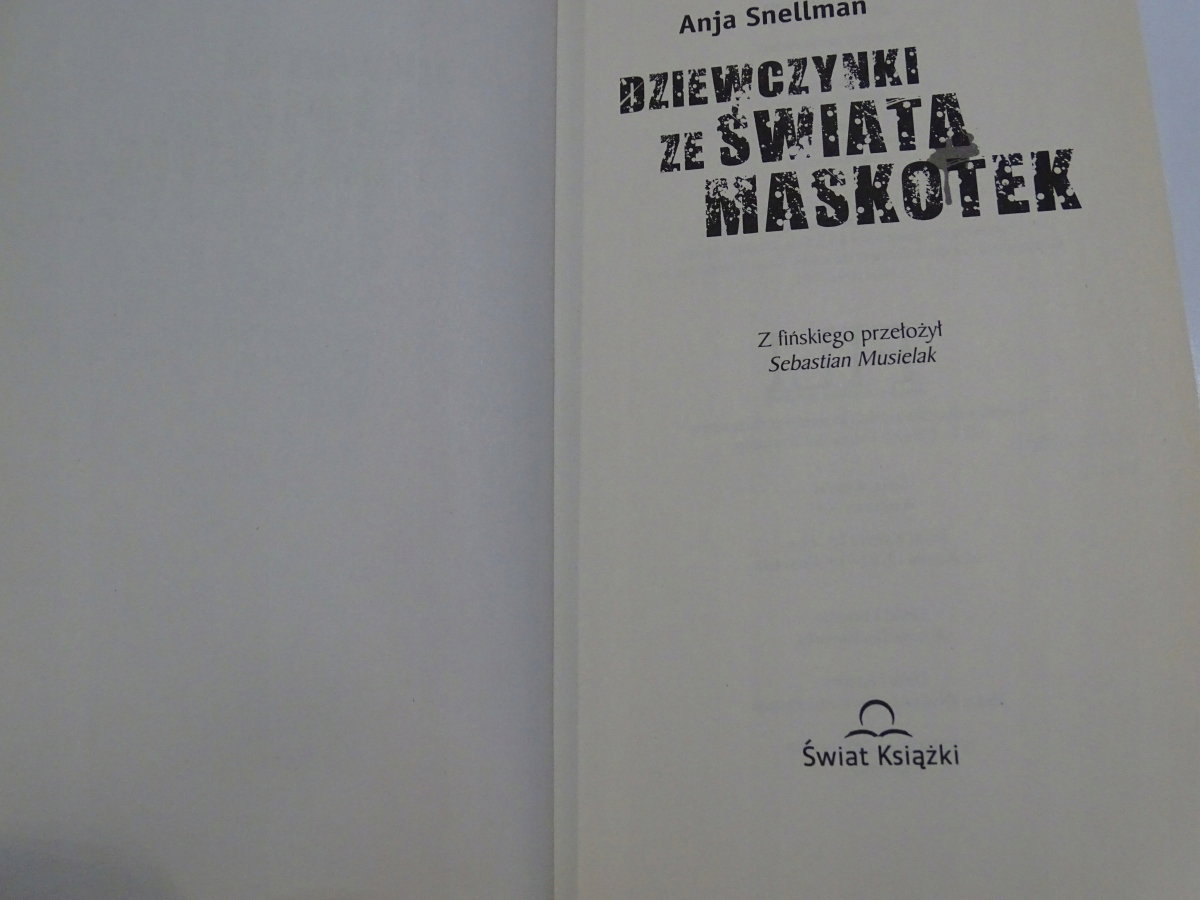 Anja Snellman
DZIEWCZYNKI
ZE ŚWIATA
MASKOTEK
Z fińskiego przełożył
Sebastian Musielak
Świat Książki